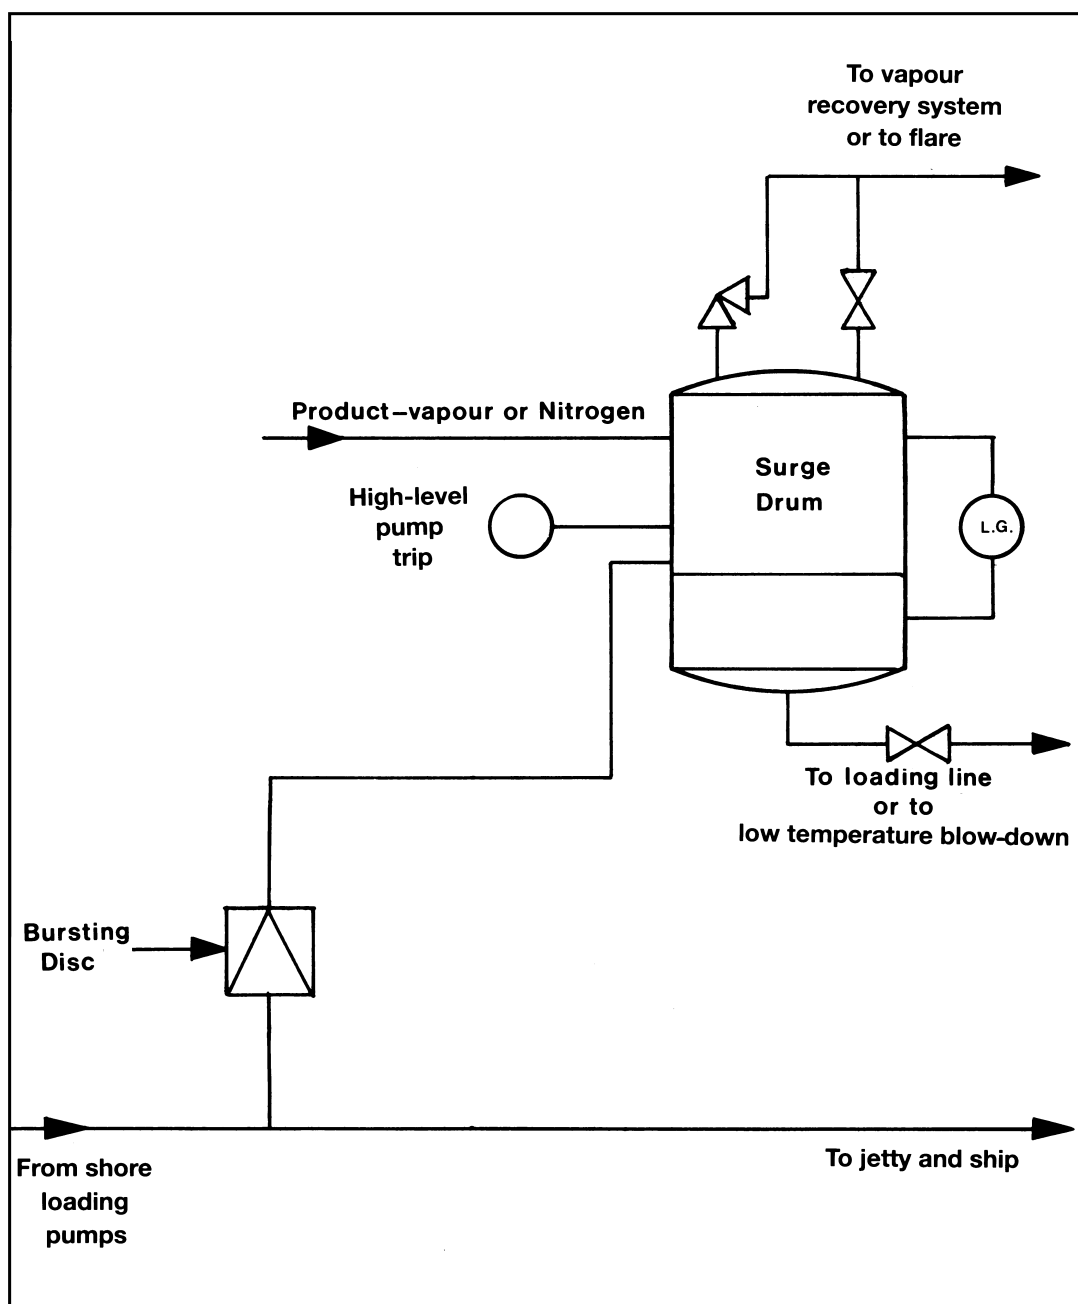 To vapour
recovery system
or to flare
Product–vapour or Nitrogen
Surge
Drum
High-level
pump
trip
L.G.
To loading line
or to
low temperature blow-down
Bursting
Disc
From shore
loading
pumps
To jetty and ship